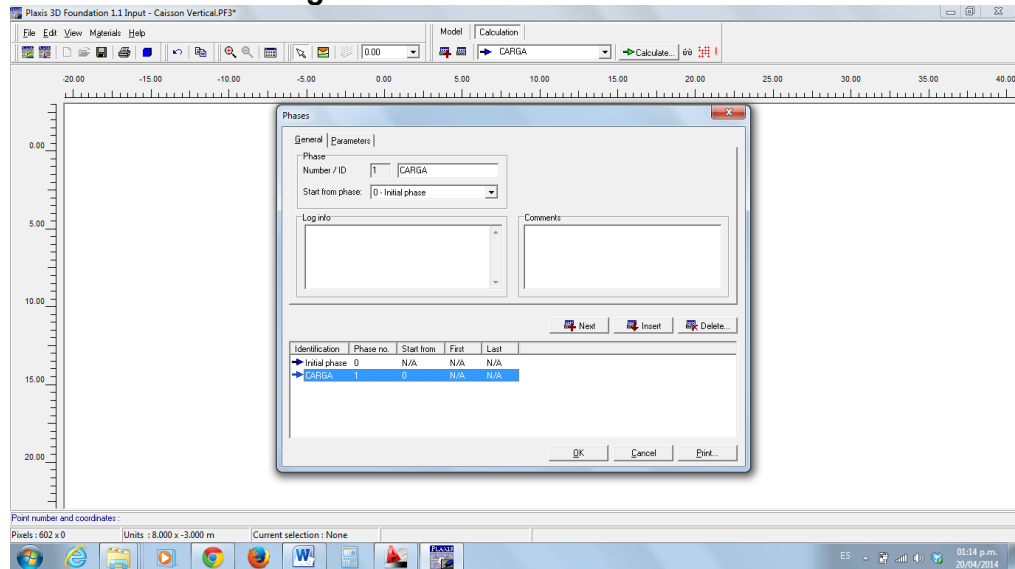 Plaxis 3D Foundation 1.1 Input - Caisson Vertical.PF3*
File Edit View Materials Help
Model Calculation
0.00
CARGA
Calculate...
-20.00 -15.00 -10.00 -5.00 0.00 5.00 10.00 15.00 20.00 25.00 30.00 35.00 40.00
0.00
5.00
10.00
15.00
20.00
Phases
General Parameters
Phase
Number / ID 1 CARGA
Start from phase: 0 - Initial phase
Log info
Comments
Next Insert Delete...
Identification Phase no. Start from First Last
Initial phase 0 N/A N/A N/A
CARGA 1 0 N/A N/A
OK Cancel Print...
Point number and coordinates :
Pixels : 602 x 0 Units : 8.000 x -3.000 m Current selection : None
PLAXIS
ES
01:14 p.m.
20/04/2014